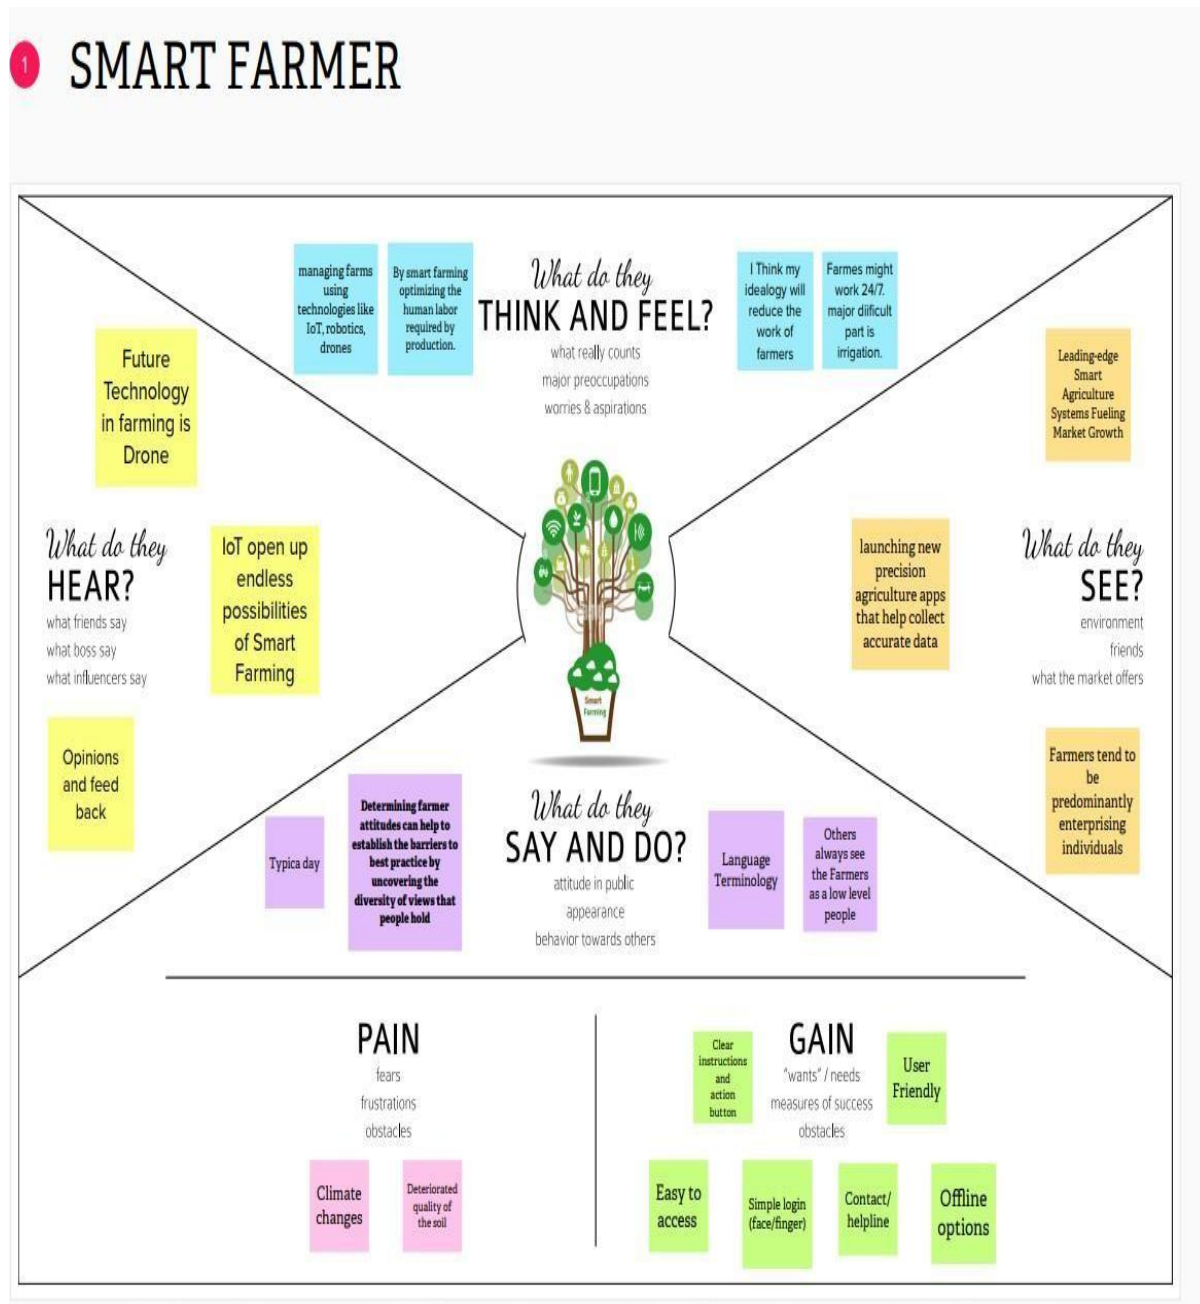 1
SMART FARMER
managing farms
using
technologies like
IoT, robotics,
drones
By smart farming
optimizing the
human labor
required by
production.
What do they
THINK AND FEEL?
what really counts
major preoccupations
worries & aspirations
I Think my
idealogy will
reduce the
work of
farmers
Farmes might
work 24/7.
major diifficult
part is
irrigation.
Future
Technology
in farming is
Drone
What do they
HEAR?
what friends say
what boss say
what influencers say
IoT open up
endless
possibilities
of Smart
Farming
Opinions
and feed
back
Leading-edge
Smart
Agriculture
Systems Fueling
Market Growth
launching new
precision
agriculture apps
that help collect
accurate data
What do they
SEE?
environment
friends
what the market offers
Farmers tend to
be
predominantly
enterprising
individuals
Smart
Farming
Typica day
Determining farmer
attitudes can help to
establish the barriers to
best practice by
uncovering the
diversity of views that
people hold
What do they
SAY AND DO?
attitude in public
appearance
behavior towards others
Language
Terminology
Others
always see
the Farmers
as a low level
people
PAIN
fears
frustrations
obstacles
Climate
changes
Deteriorated
quality of
the soil
Clear
instructions
and
action
button
GAIN
"wants" / needs
measures of success
obstacles
User
Friendly
Easy to
access
Simple login
(face/finger)
Contact/
helpline
Offline
options